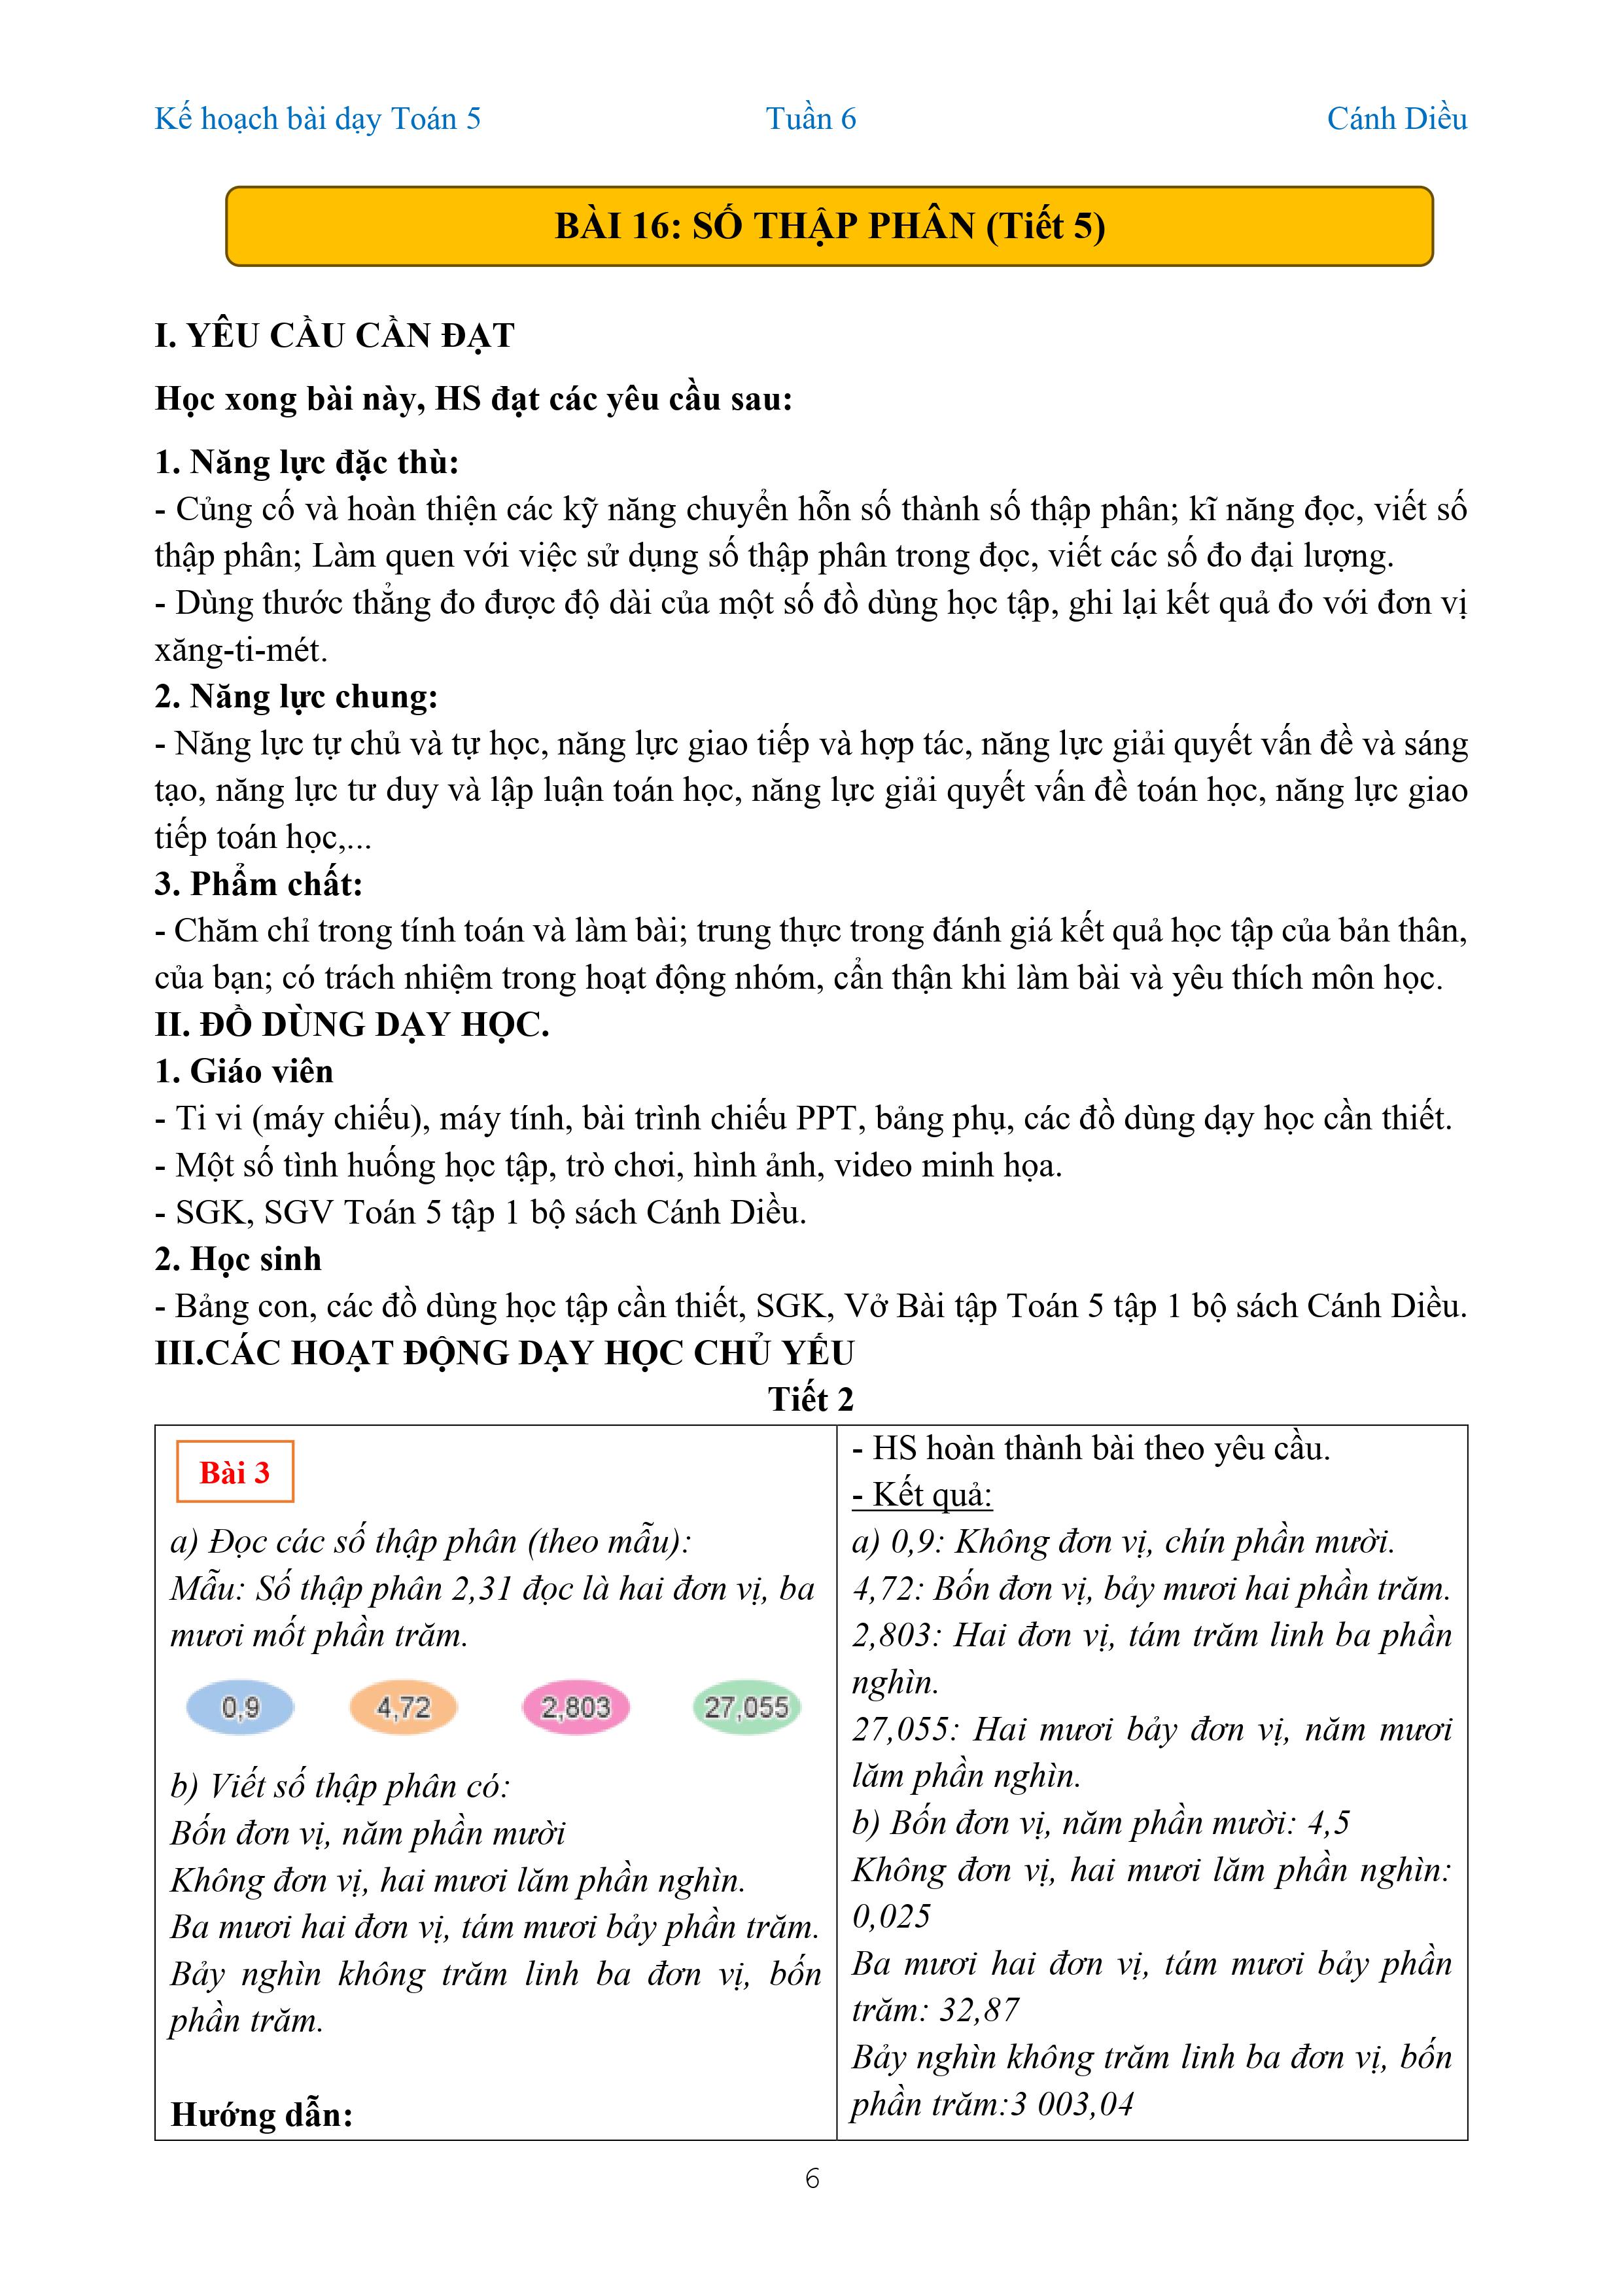 Kế hoạch bài dạy Toán 5 Tuần 6 Cánh Diều
BÀI 16: SỐ THẬP PHÂN (Tiết 5)
I. YÊU CẦU CẦN ĐẠT
Học xong bài này, HS đạt các yêu cầu sau:
1. Năng lực đặc thù:
- Củng cố và hoàn thiện các kỹ năng chuyển hỗn số thành số thập phân; kĩ năng đọc, viết số
thập phân; Làm quen với việc sử dụng số thập phân trong đọc, viết các số đo đại lượng.
- Dùng thước thẳng đo được độ dài của một số đồ dùng học tập, ghi lại kết quả đo với đơn vị
xăng-ti-mét.
2. Năng lực chung:
- Năng lực tự chủ và tự học, năng lực giao tiếp và hợp tác, năng lực giải quyết vấn đề và sáng
tạo, năng lực tư duy và lập luận toán học, năng lực giải quyết vấn đề toán học, năng lực giao
tiếp toán học,...
3. Phẩm chất:
- Chăm chỉ trong tính toán và làm bài; trung thực trong đánh giá kết quả học tập của bản thân,
của bạn; có trách nhiệm trong hoạt động nhóm, cẩn thận khi làm bài và yêu thích môn học.
II. ĐỒ DÙNG DẠY HỌC.
1. Giáo viên
- Ti vi (máy chiếu), máy tính, bài trình chiếu PPT, bảng phụ, các đồ dùng dạy học cần thiết.
- Một số tình huống học tập, trò chơi, hình ảnh, video minh họa.
- SGK, SGV Toán 5 tập 1 bộ sách Cánh Diều.
2. Học sinh
- Bảng con, các đồ dùng học tập cần thiết, SGK, Vở Bài tập Toán 5 tập 1 bộ sách Cánh Diều.
III.CÁC HOẠT ĐỘNG DẠY HỌC CHỦ YẾU
Tiết 2
Bài 3
a) Đọc các số thập phân (theo mẫu):
Mẫu: Số thập phân 2,31 đọc là hai đơn vị, ba
mươi mốt phần trăm.
0,9 4,72 2,803 27,055
b) Viết số thập phân có:
Bốn đơn vị, năm phần mười
Không đơn vị, hai mươi lăm phần nghìn.
Ba mươi hai đơn vị, tám mươi bảy phần trăm.
Bảy nghìn không trăm linh ba đơn vị, bốn
phần trăm.
Hướng dẫn:
- HS hoàn thành bài theo yêu cầu.
- Kết quả:
a) 0,9: Không đơn vị, chín phần mười.
4,72: Bốn đơn vị, bảy mươi hai phần trăm.
2,803: Hai đơn vị, tám trăm linh ba phần
nghìn.
27,055: Hai mươi bảy đơn vị, năm mươi
lăm phần nghìn.
b) Bốn đơn vị, năm phần mười: 4,5
Không đơn vị, hai mươi lăm phần nghìn:
0,025
Ba mươi hai đơn vị, tám mươi bảy phần
trăm: 32,87
Bảy nghìn không trăm linh ba đơn vị, bốn
phần trăm:3 003,04
6